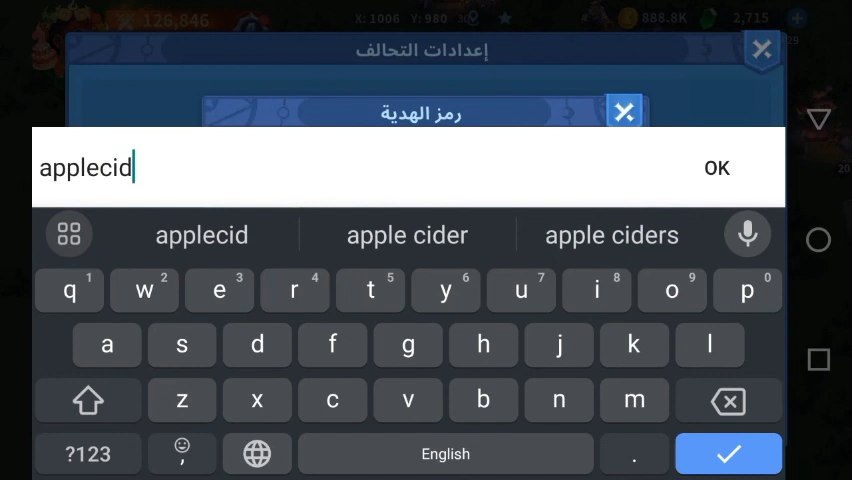 126,846 X: 1006 Y: 980 888.8K 2,715
إعدادات التحالف
رمز الهدية
applecid OK
applecid apple cider apple ciders
q 1 w 2 e 3 r 4 t 5 y 6 u 7 i 8 o 9 p 0
a s d f g h j k l
z x c v b n m
?123 , English .